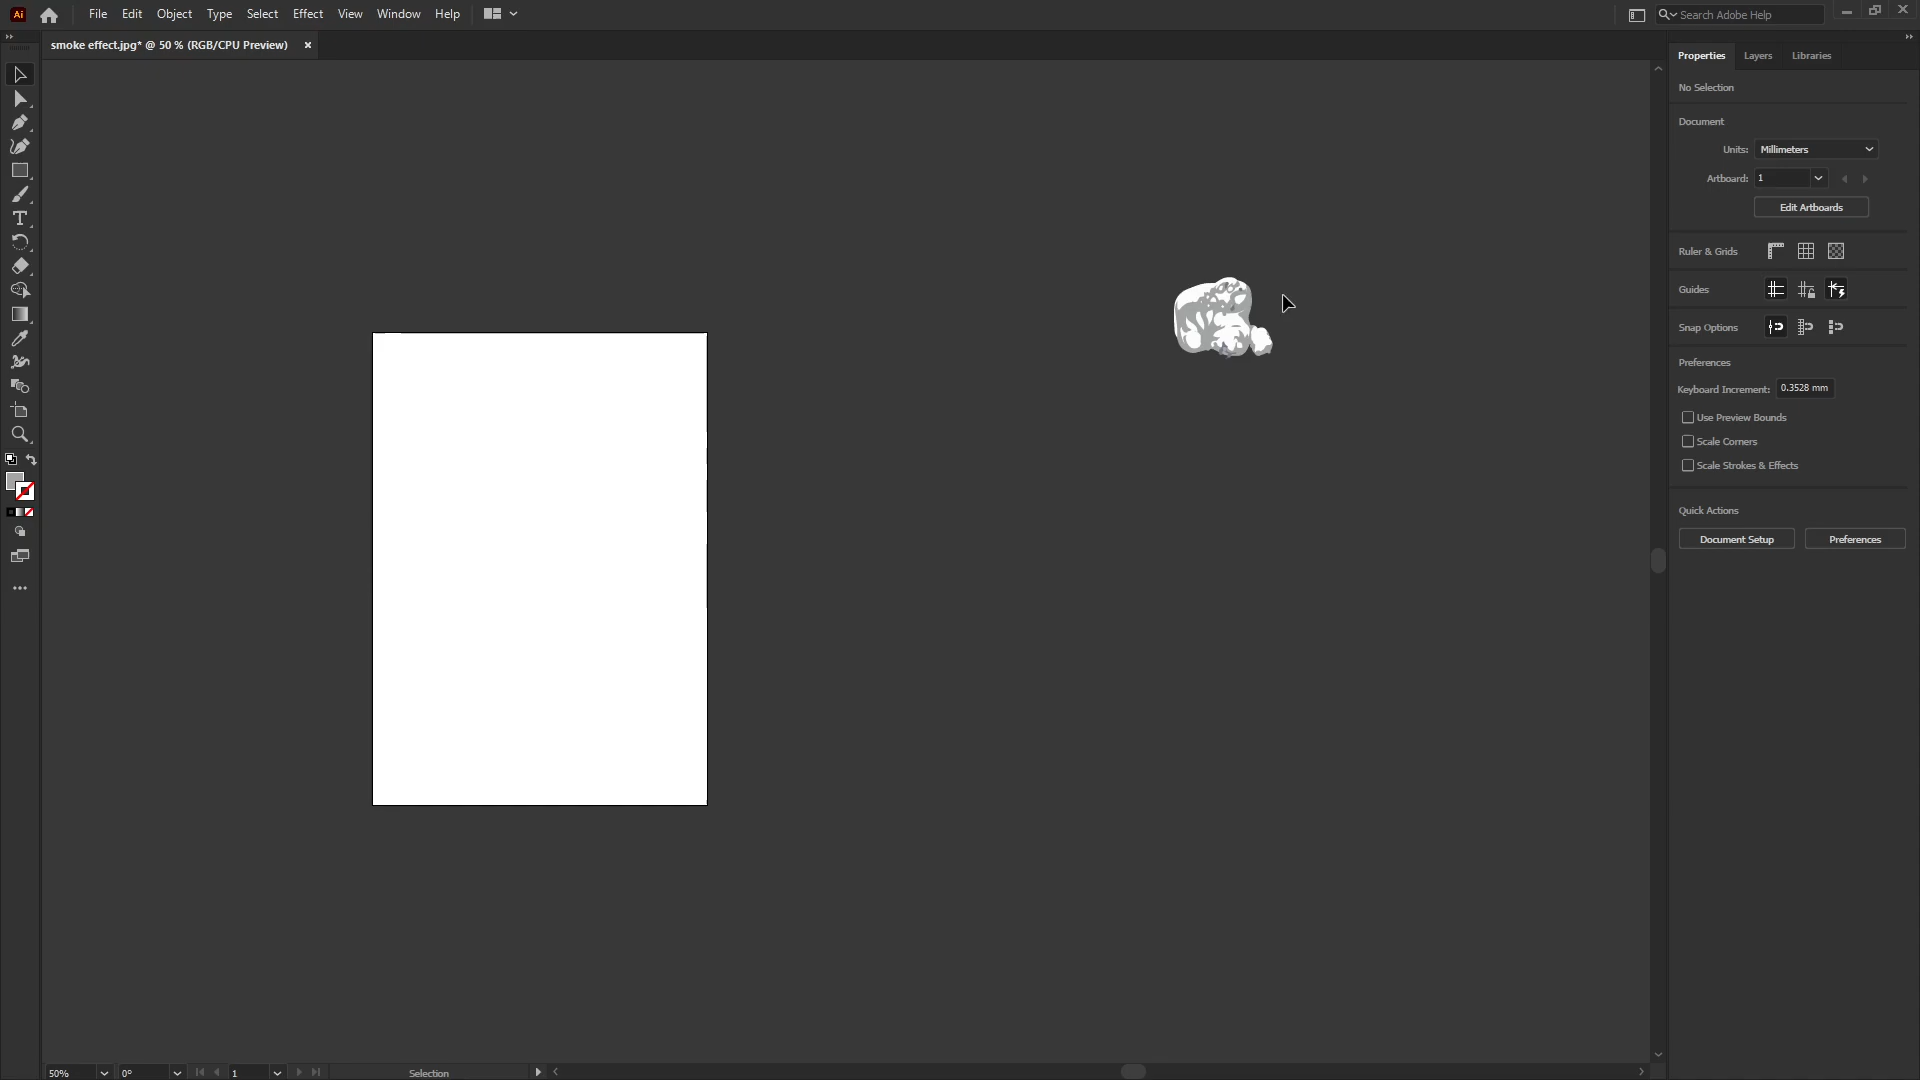 Ai
File Edit Object Type Select Effect View Window Help
Search Adobe Help
smoke effect.jpg* @ 50 % (RGB/CPU Preview) ×
Properties Layers Libraries
No Selection
Document
Units: Millimeters
Artboard: 1
Edit Artboards
Ruler & Grids
Guides
Snap Options
Preferences
Keyboard Increment: 0.3528 mm
Use Preview Bounds
Scale Corners
Scale Strokes & Effects
Quick Actions
Document Setup Preferences
50% 0° 1 Selection